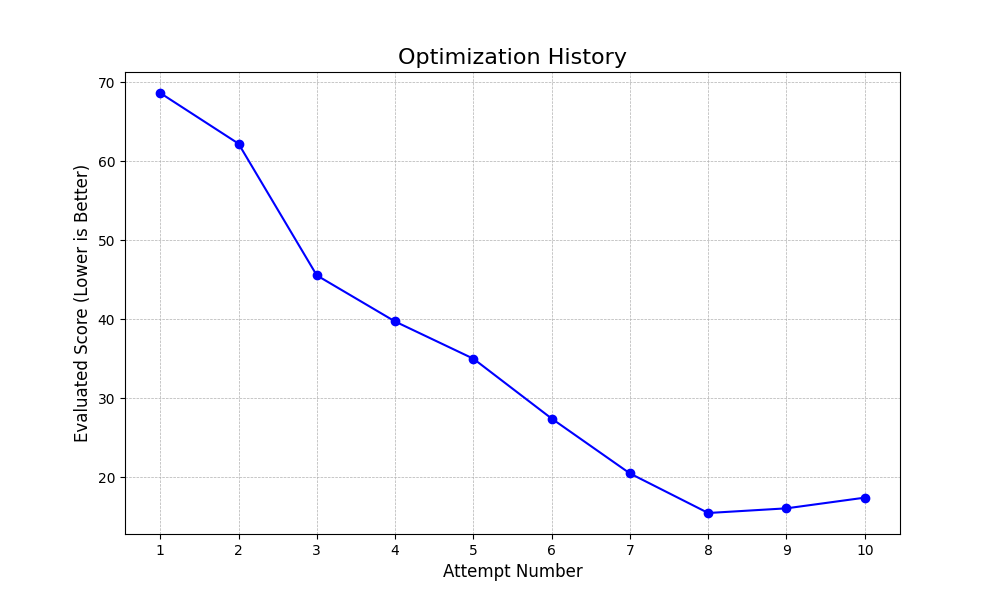 Optimization History
Evaluated Score (Lower is Better)
70
60
50
40
30
20
1 2 3 4 5 6 7 8 9 10
Attempt Number